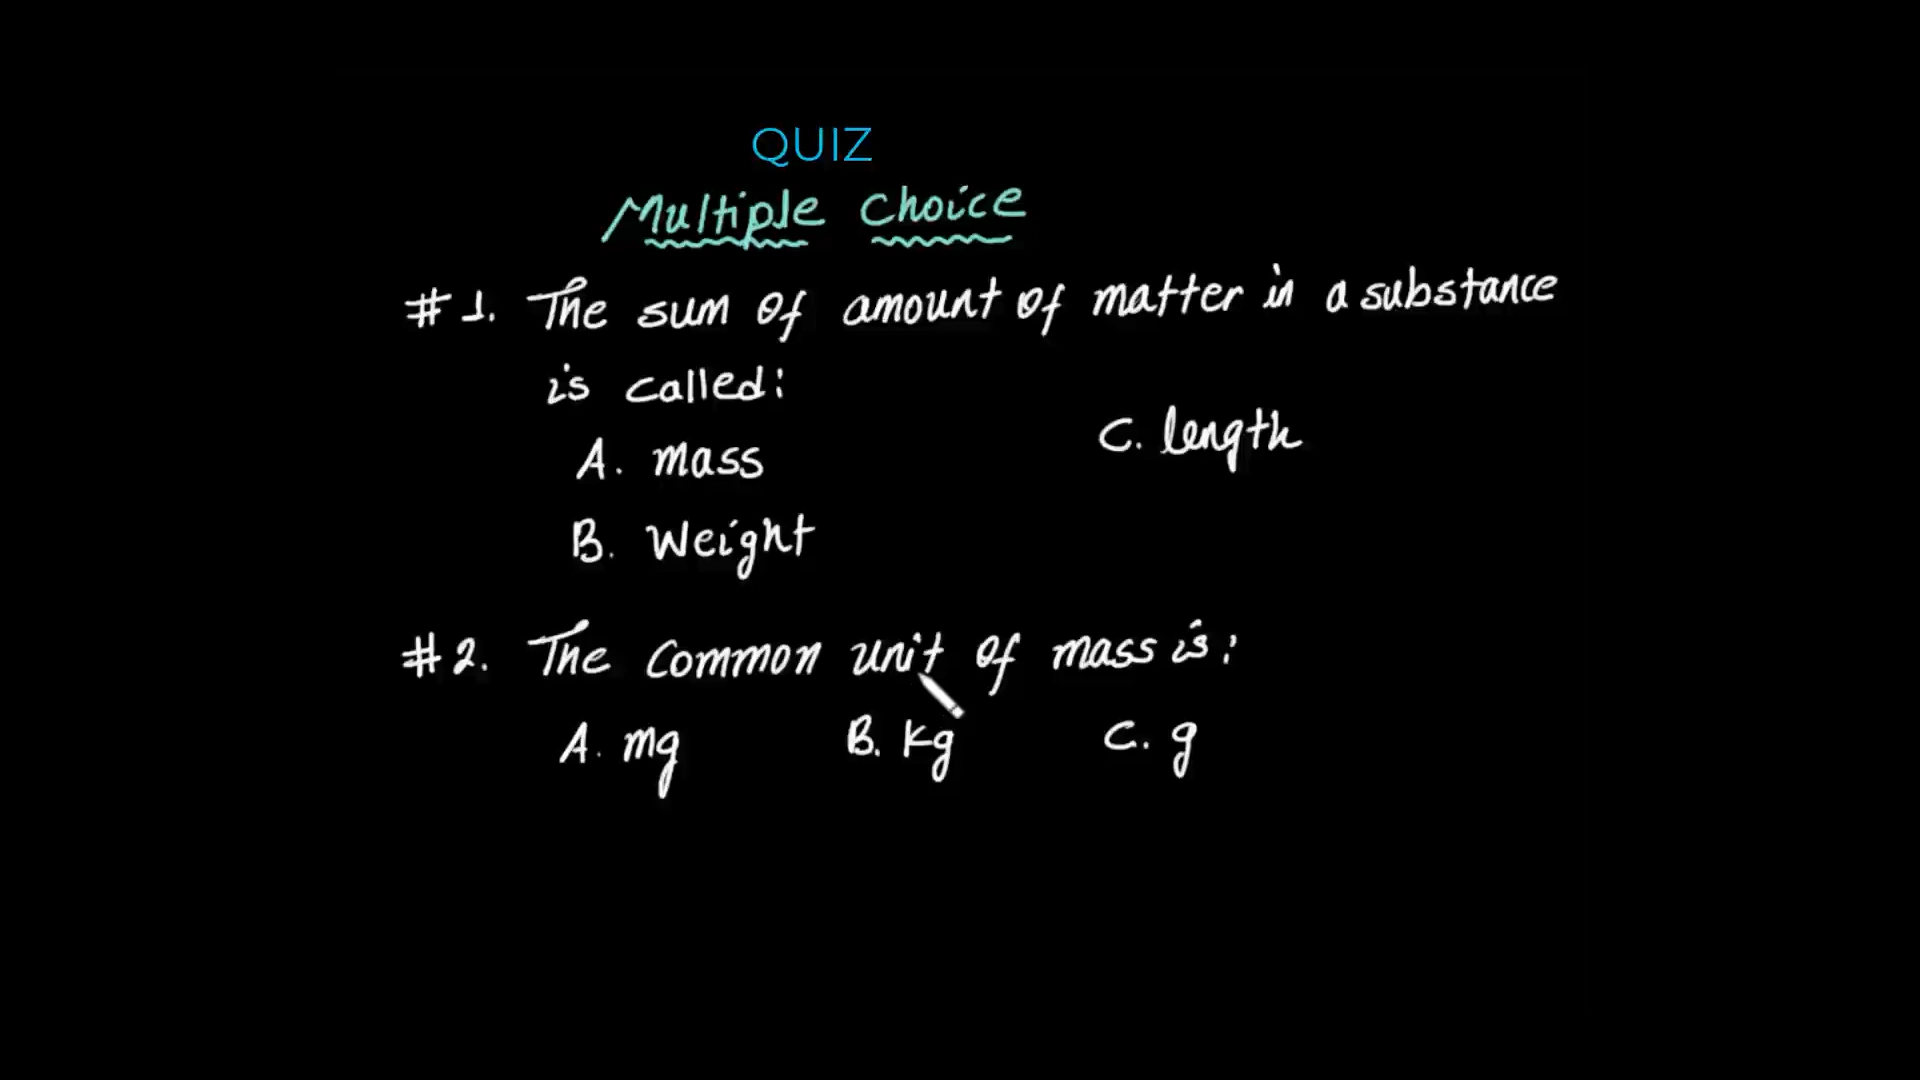 QUIZ
Multiple Choice
#1. The sum of amount of matter in a substance
is called:
A. mass
B. Weight
C. length
#2. The Common unit of mass is:
A. mg B. kg C. g